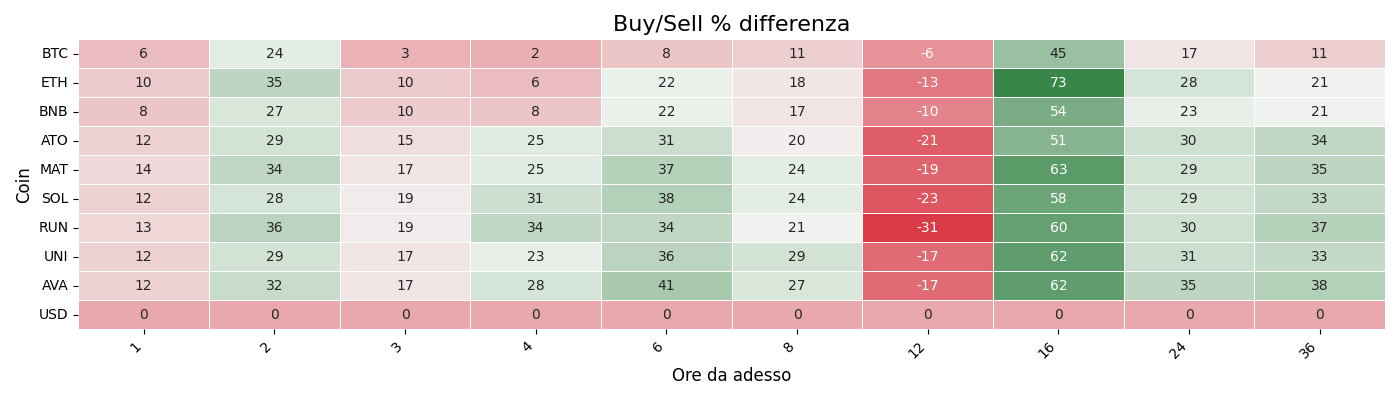 Buy/Sell % differenza
BTC 6 24 3 2 8 11 -6 45 17 11
ETH 10 35 10 6 22 18 -13 73 28 21
BNB 8 27 10 8 22 17 -10 54 23 21
ATO 12 29 15 25 31 20 -21 51 30 34
MAT 14 34 17 25 37 24 -19 63 29 35
SOL 12 28 19 31 38 24 -23 58 29 33
RUN 13 36 19 34 34 21 -31 60 30 37
UNI 12 29 17 23 36 29 -17 62 31 33
AVA 12 32 17 28 41 27 -17 62 35 38
USD 0 0 0 0 0 0 0 0 0 0
Coin
1 2 3 4 6 8 12 16 24 36
Ore da adesso